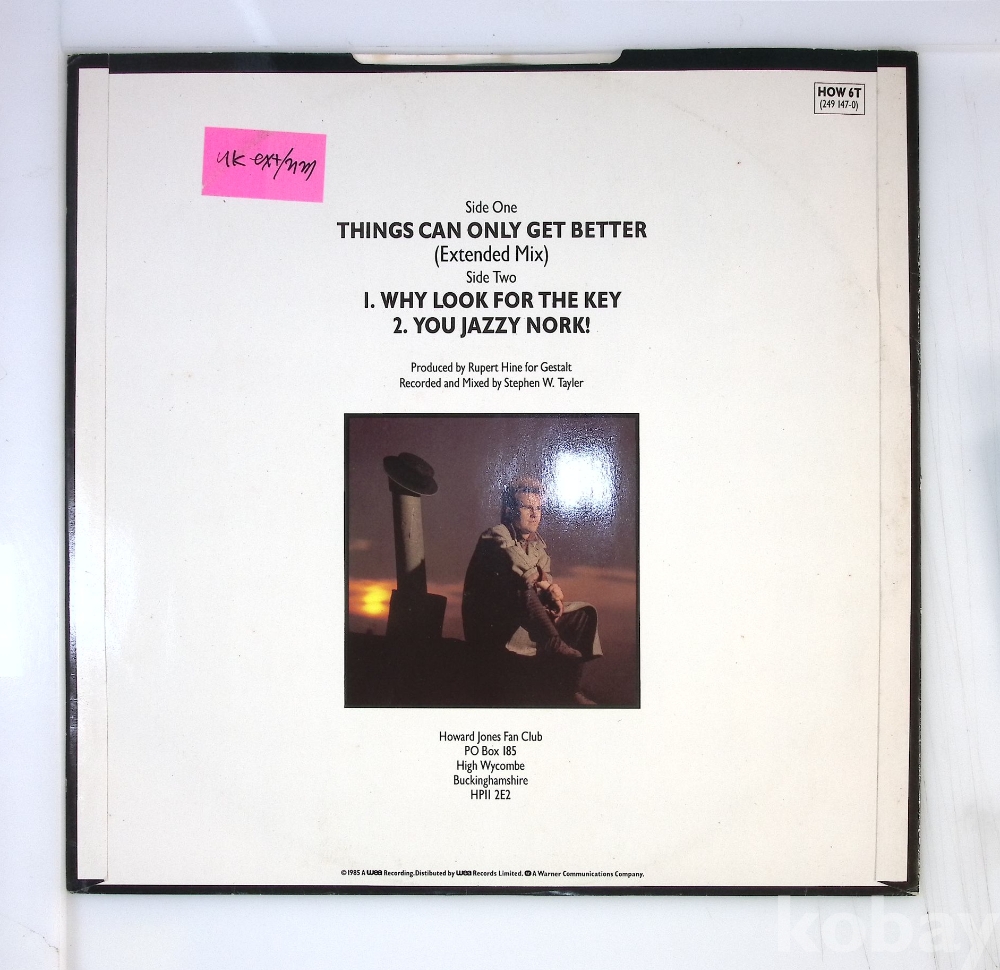 HOW 6T
(249 147-0)
UK ex+/nm
Side One
THINGS CAN ONLY GET BETTER
(Extended Mix)
Side Two
1. WHY LOOK FOR THE KEY
2. YOU JAZZY NORK!
Produced by Rupert Hine for Gestalt
Recorded and Mixed by Stephen W. Tayler
Howard Jones Fan Club
PO Box 185
High Wycombe
Buckinghamshire
HP11 2E2
©1985 A wea Recording. Distibuted by wea Records Limited. A Warner Communications Company.
kobay